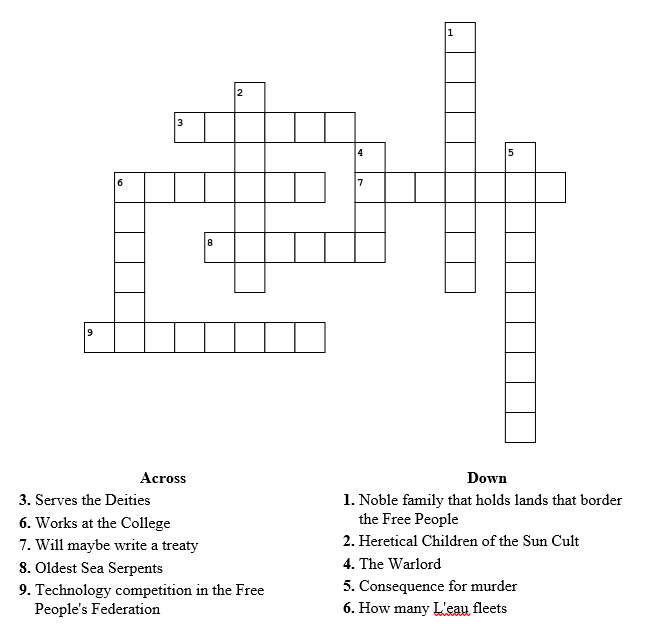 1
2
3
4
5
6
7
8
9
Across
3. Serves the Deities
6. Works at the College
7. Will maybe write a treaty
8. Oldest Sea Serpents
9. Technology competition in the Free
People's Federation
Down
1. Noble family that holds lands that border
the Free People
2. Heretical Children of the Sun Cult
4. The Warlord
5. Consequence for murder
6. How many L'eau fleets